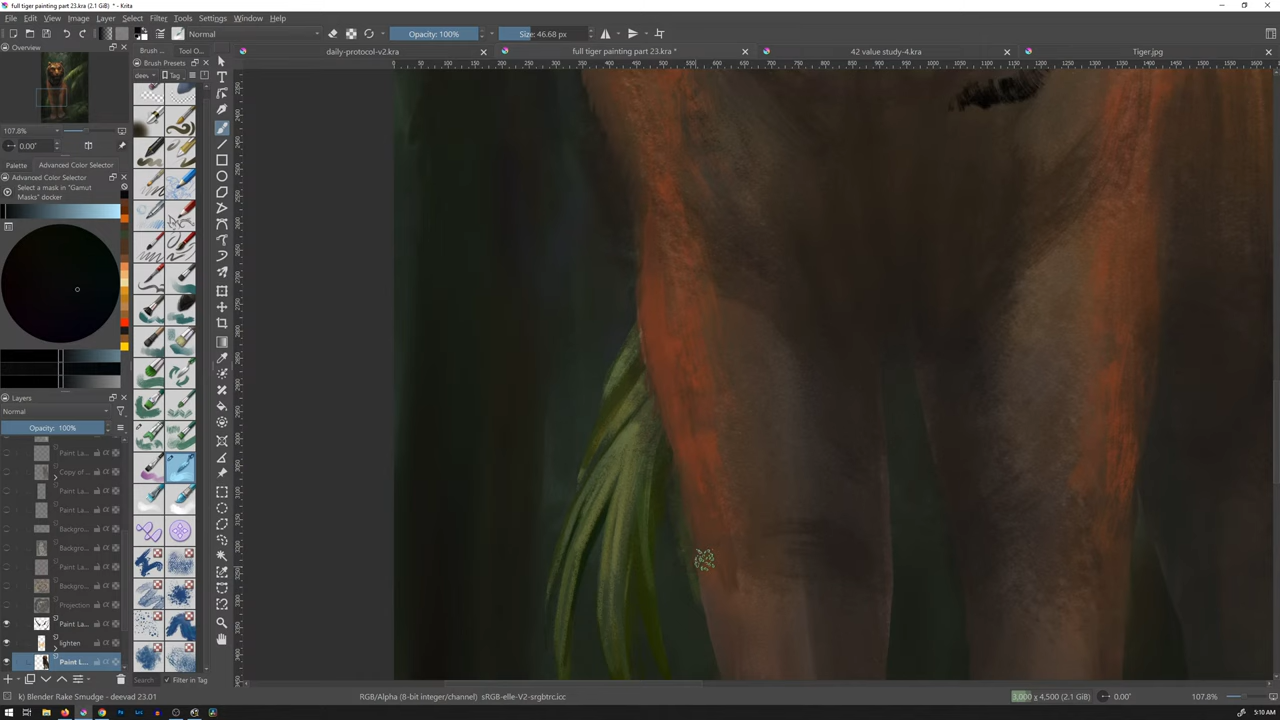 full tiger painting part 23.kra (2.1 GiB) * — Krita
File Edit View Image Layer Select Filter Tools Settings Window Help
Normal Opacity: 100% Size: 46.68 px
Overview Brush ... Tool O... daily-protocol-v2.kra full tiger painting part 23.kra * 42 value study-4.kra Tiger.jpg
Brush Presets
Tag
107.8%
0.00°
Palette Advanced Color Selector
Advanced Color Selector
Select a mask in "Gamut
Masks" docker
Layers
Normal
Opacity: 100%
Paint La...
Copy of ...
Paint La...
Paint La...
Backgro...
Backgro...
Paint La...
Backgro...
Projection
Paint La...
lighten
Paint L...
Search Filter in Tag
k) Blender Rake Smudge - deevad 23.01 RGB/Alpha (8-bit integer/channel) sRGB-elle-V2-srgbtrc.icc 3,000 x 4,500 (2.1 GiB) 0.00° 107.8%
5:10 AM